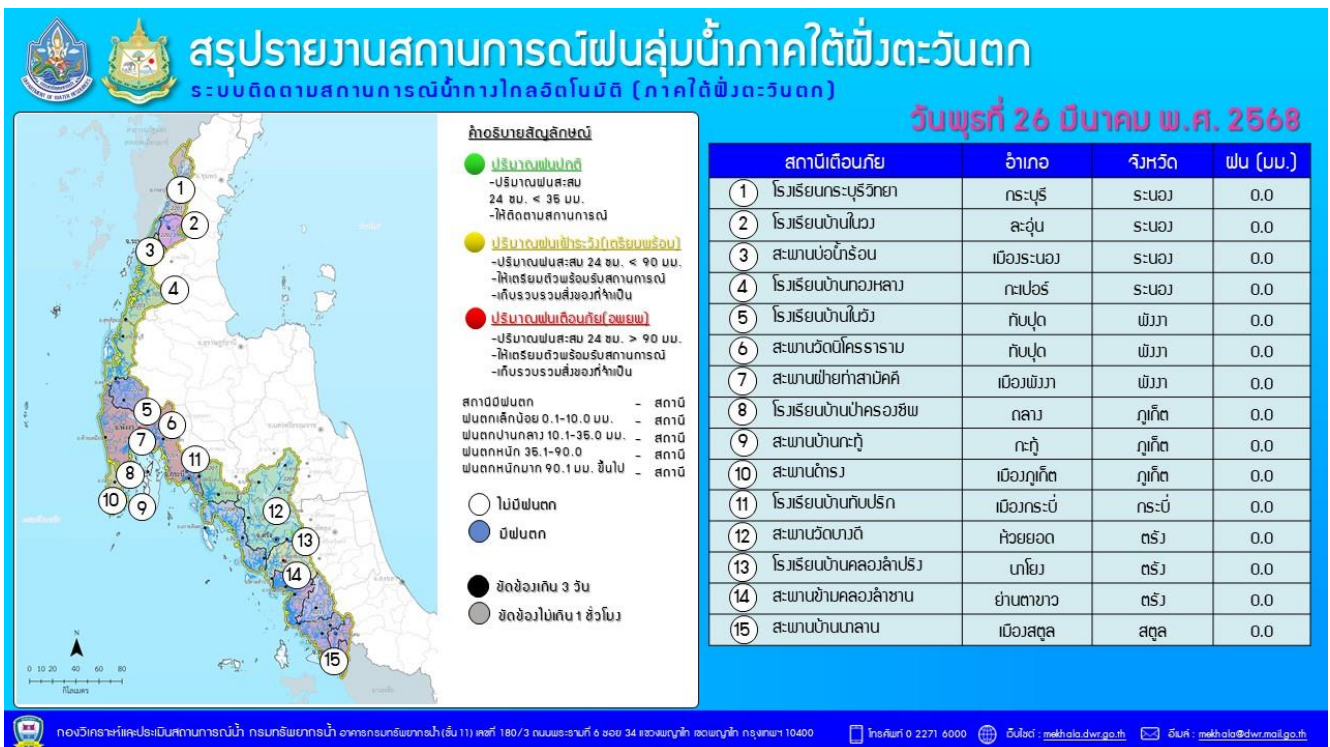 สรุปรายงานสถานการณ์ฝนลุ่มน้ำภาคใต้ฝั่งตะวันตก
ระบบติดตามสถานการณ์น้ำทางไกลอัตโนมัติ (ภาคใต้ฝั่งตะวันตก)
วันพุธที่ 26 มีนาคม พ.ศ. 2568
คำอธิบายสัญลักษณ์
ปริมาณฝนปกติ
-ปริมาณฝนสะสม
24 ชม. < 35 มม.
-ให้ติดตามสถานการณ์
ปริมาณฝนเฝ้าระวัง(เตรียมพร้อม)
-ปริมาณฝนสะสม 24 ชม. < 90 มม.
-ให้เตรียมตัวพร้อมรับสถานการณ์
-เก็บรวบรวมสิ่งของที่จำเป็น
ปริมาณฝนเตือนภัย(อพยพ)
-ปริมาณฝนสะสม 24 ชม. > 90 มม.
-ให้เตรียมตัวพร้อมรับสถานการณ์
-เก็บรวบรวมสิ่งของที่จำเป็น
สถานีมีฝนตก - สถานี
ฝนตกเล็กน้อย 0.1-10.0 มม. - สถานี
ฝนตกปานกลาง 10.1-35.0 มม. - สถานี
ฝนตกหนัก 35.1-90.0 - สถานี
ฝนตกหนักมาก 90.1 มม. ขึ้นไป - สถานี
ไม่มีฝนตก
มีฝนตก
ขัดข้องเกิน 3 วัน
ขัดข้องไม่เกิน 1 ชั่วโมง
1
2
3
4
5
6
7
8
9
10
11
12
13
14
15
N
0 10 20 40 60 80
กิโลเมตร
สถานีเตือนภัย อำเภอ จังหวัด ฝน (มม.)
1 โรงเรียนกระบุรีวิทยา กระบุรี ระนอง 0.0
2 โรงเรียนบ้านในวง ละอุ่น ระนอง 0.0
3 สะพานบ่อน้ำร้อน เมืองระนอง ระนอง 0.0
4 โรงเรียนบ้านทองหลาง กะเปอร์ ระนอง 0.0
5 โรงเรียนบ้านในวัง ทับปุด พังงา 0.0
6 สะพานวัดนิโครธาราม ทับปุด พังงา 0.0
7 สะพานฝ่ายท่าสามัคคี เมืองพังงา พังงา 0.0
8 โรงเรียนบ้านป่าครองชีพ ถลาง ภูเก็ต 0.0
9 สะพานบ้านกะทู้ กะทู้ ภูเก็ต 0.0
10 สะพานดำรง เมืองภูเก็ต ภูเก็ต 0.0
11 โรงเรียนบ้านทับปริก เมืองกระบี่ กระบี่ 0.0
12 สะพานวัดบางดี ห้วยยอด ตรัง 0.0
13 โรงเรียนบ้านคลองลำปริง นาโยง ตรัง 0.0
14 สะพานข้ามคลองลำชาน ย่านตาขาว ตรัง 0.0
15 สะพานบ้านนาลาน เมืองสตูล สตูล 0.0
กองวิเคราะห์และประเมินสถานการณ์น้ำ กรมทรัพยากรน้ำ อาคารกรมทรัพยากรน้ำ (ชั้น 11) เลขที่ 180/3 ถนนพระรามที่ 6 ซอย 34 แขวงพญาไท เขตพญาไท กรุงเทพฯ 10400 โทรศัพท์ 0 2271 6000 เว็บไซต์ : mekhala.dwr.go.th อีเมล์ : mekhala@dwr.mail.go.th